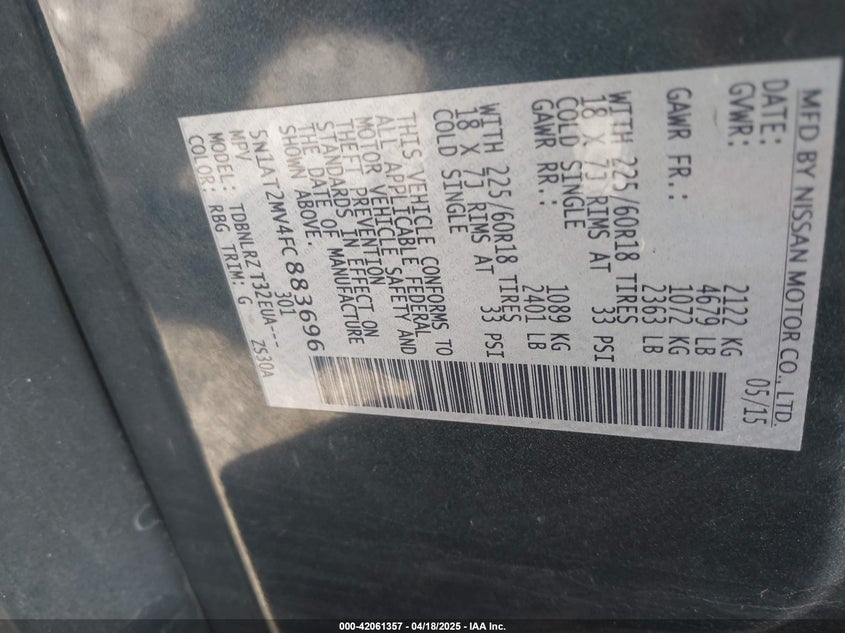 MFD BY NISSAN MOTOR CO., LTD.
DATE: 05/15
GVWR: 2122 KG
4679 LB
GAWR FR.: 1072 KG
2363 LB
WITH 225/60R18 TIRES
18 X 7J RIMS AT 33 PSI
COLD SINGLE
GAWR RR.: 1089 KG
2401 LB
WITH 225/60R18 TIRES
18 X 7J RIMS AT 33 PSI
COLD SINGLE
THIS VEHICLE CONFORMS TO
ALL APPLICABLE FEDERAL
MOTOR VEHICLE SAFETY AND
THEFT PREVENTION
STANDARDS IN EFFECT ON
THE DATE OF MANUFACTURE
SHOWN ABOVE.
5N1AT2MV4FC883696
301
MPV
MODEL: TDBNLRZ T32EUA---
COLOR: RBG TRIM: G ZS30A
000-42061357 - 04/18/2025 - IAA Inc.